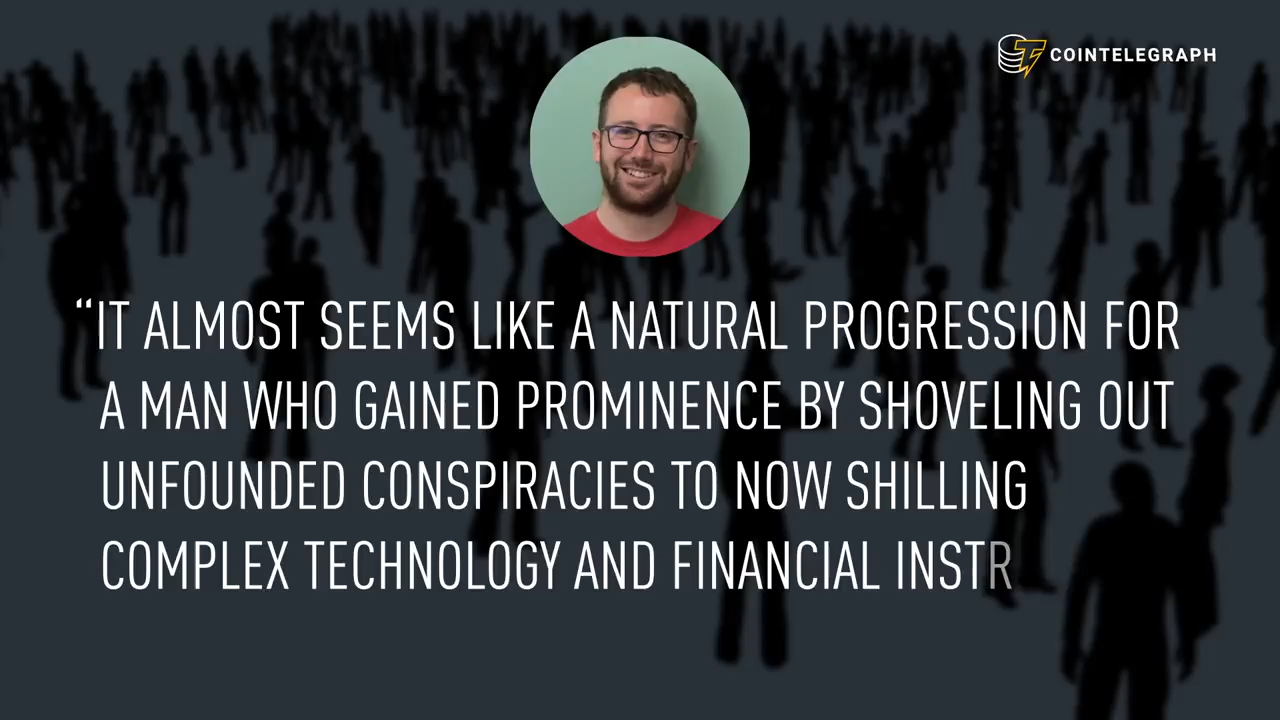 COINTELEGRAPH
“IT ALMOST SEEMS LIKE A NATURAL PROGRESSION FOR
A MAN WHO GAINED PROMINENCE BY SHOVELING OUT
UNFOUNDED CONSPIRACIES TO NOW SHILLING
COMPLEX TECHNOLOGY AND FINANCIAL INSTR